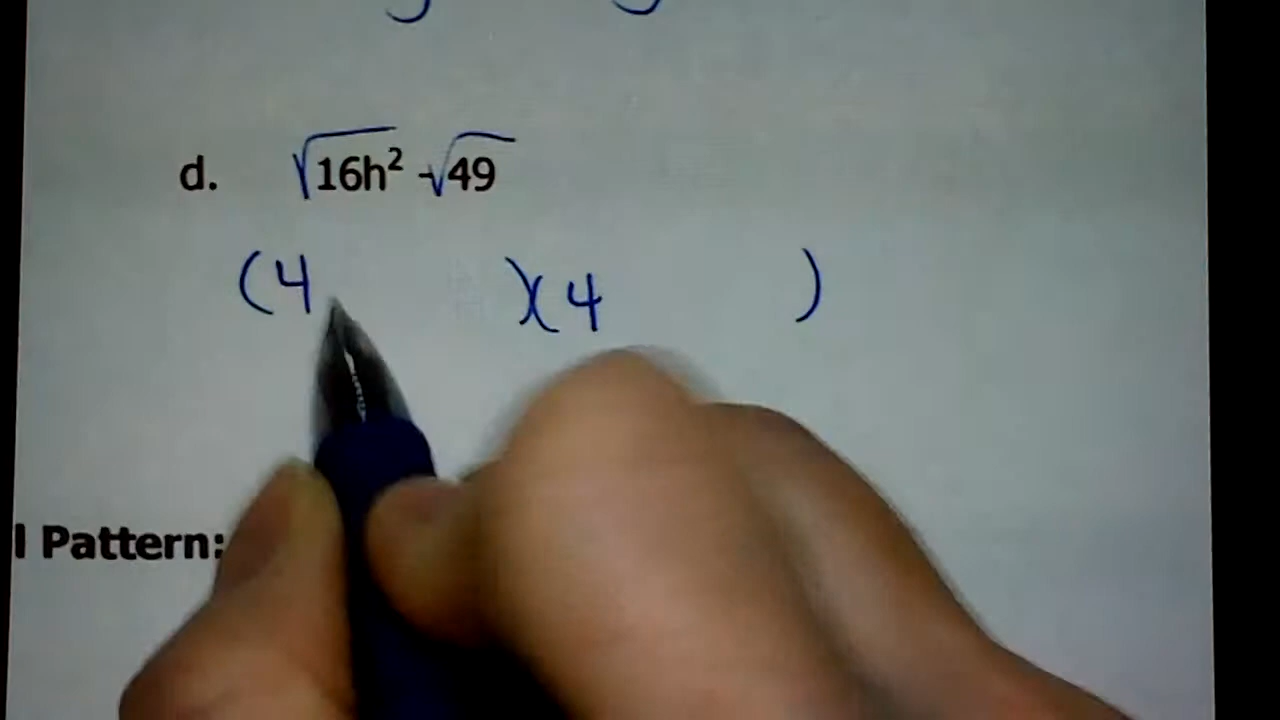 d. √16h² -√49
(4 )(4 )
l Pattern: